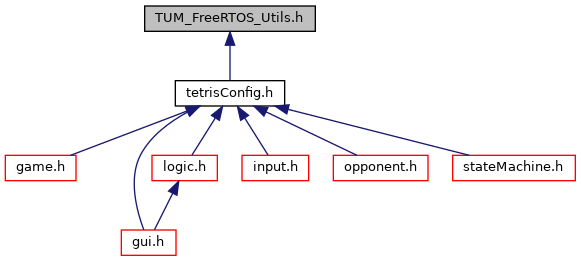 TUM_FreeRTOS_Utils.h
tetrisConfig.h
game.h
logic.h
input.h
opponent.h
stateMachine.h
gui.h